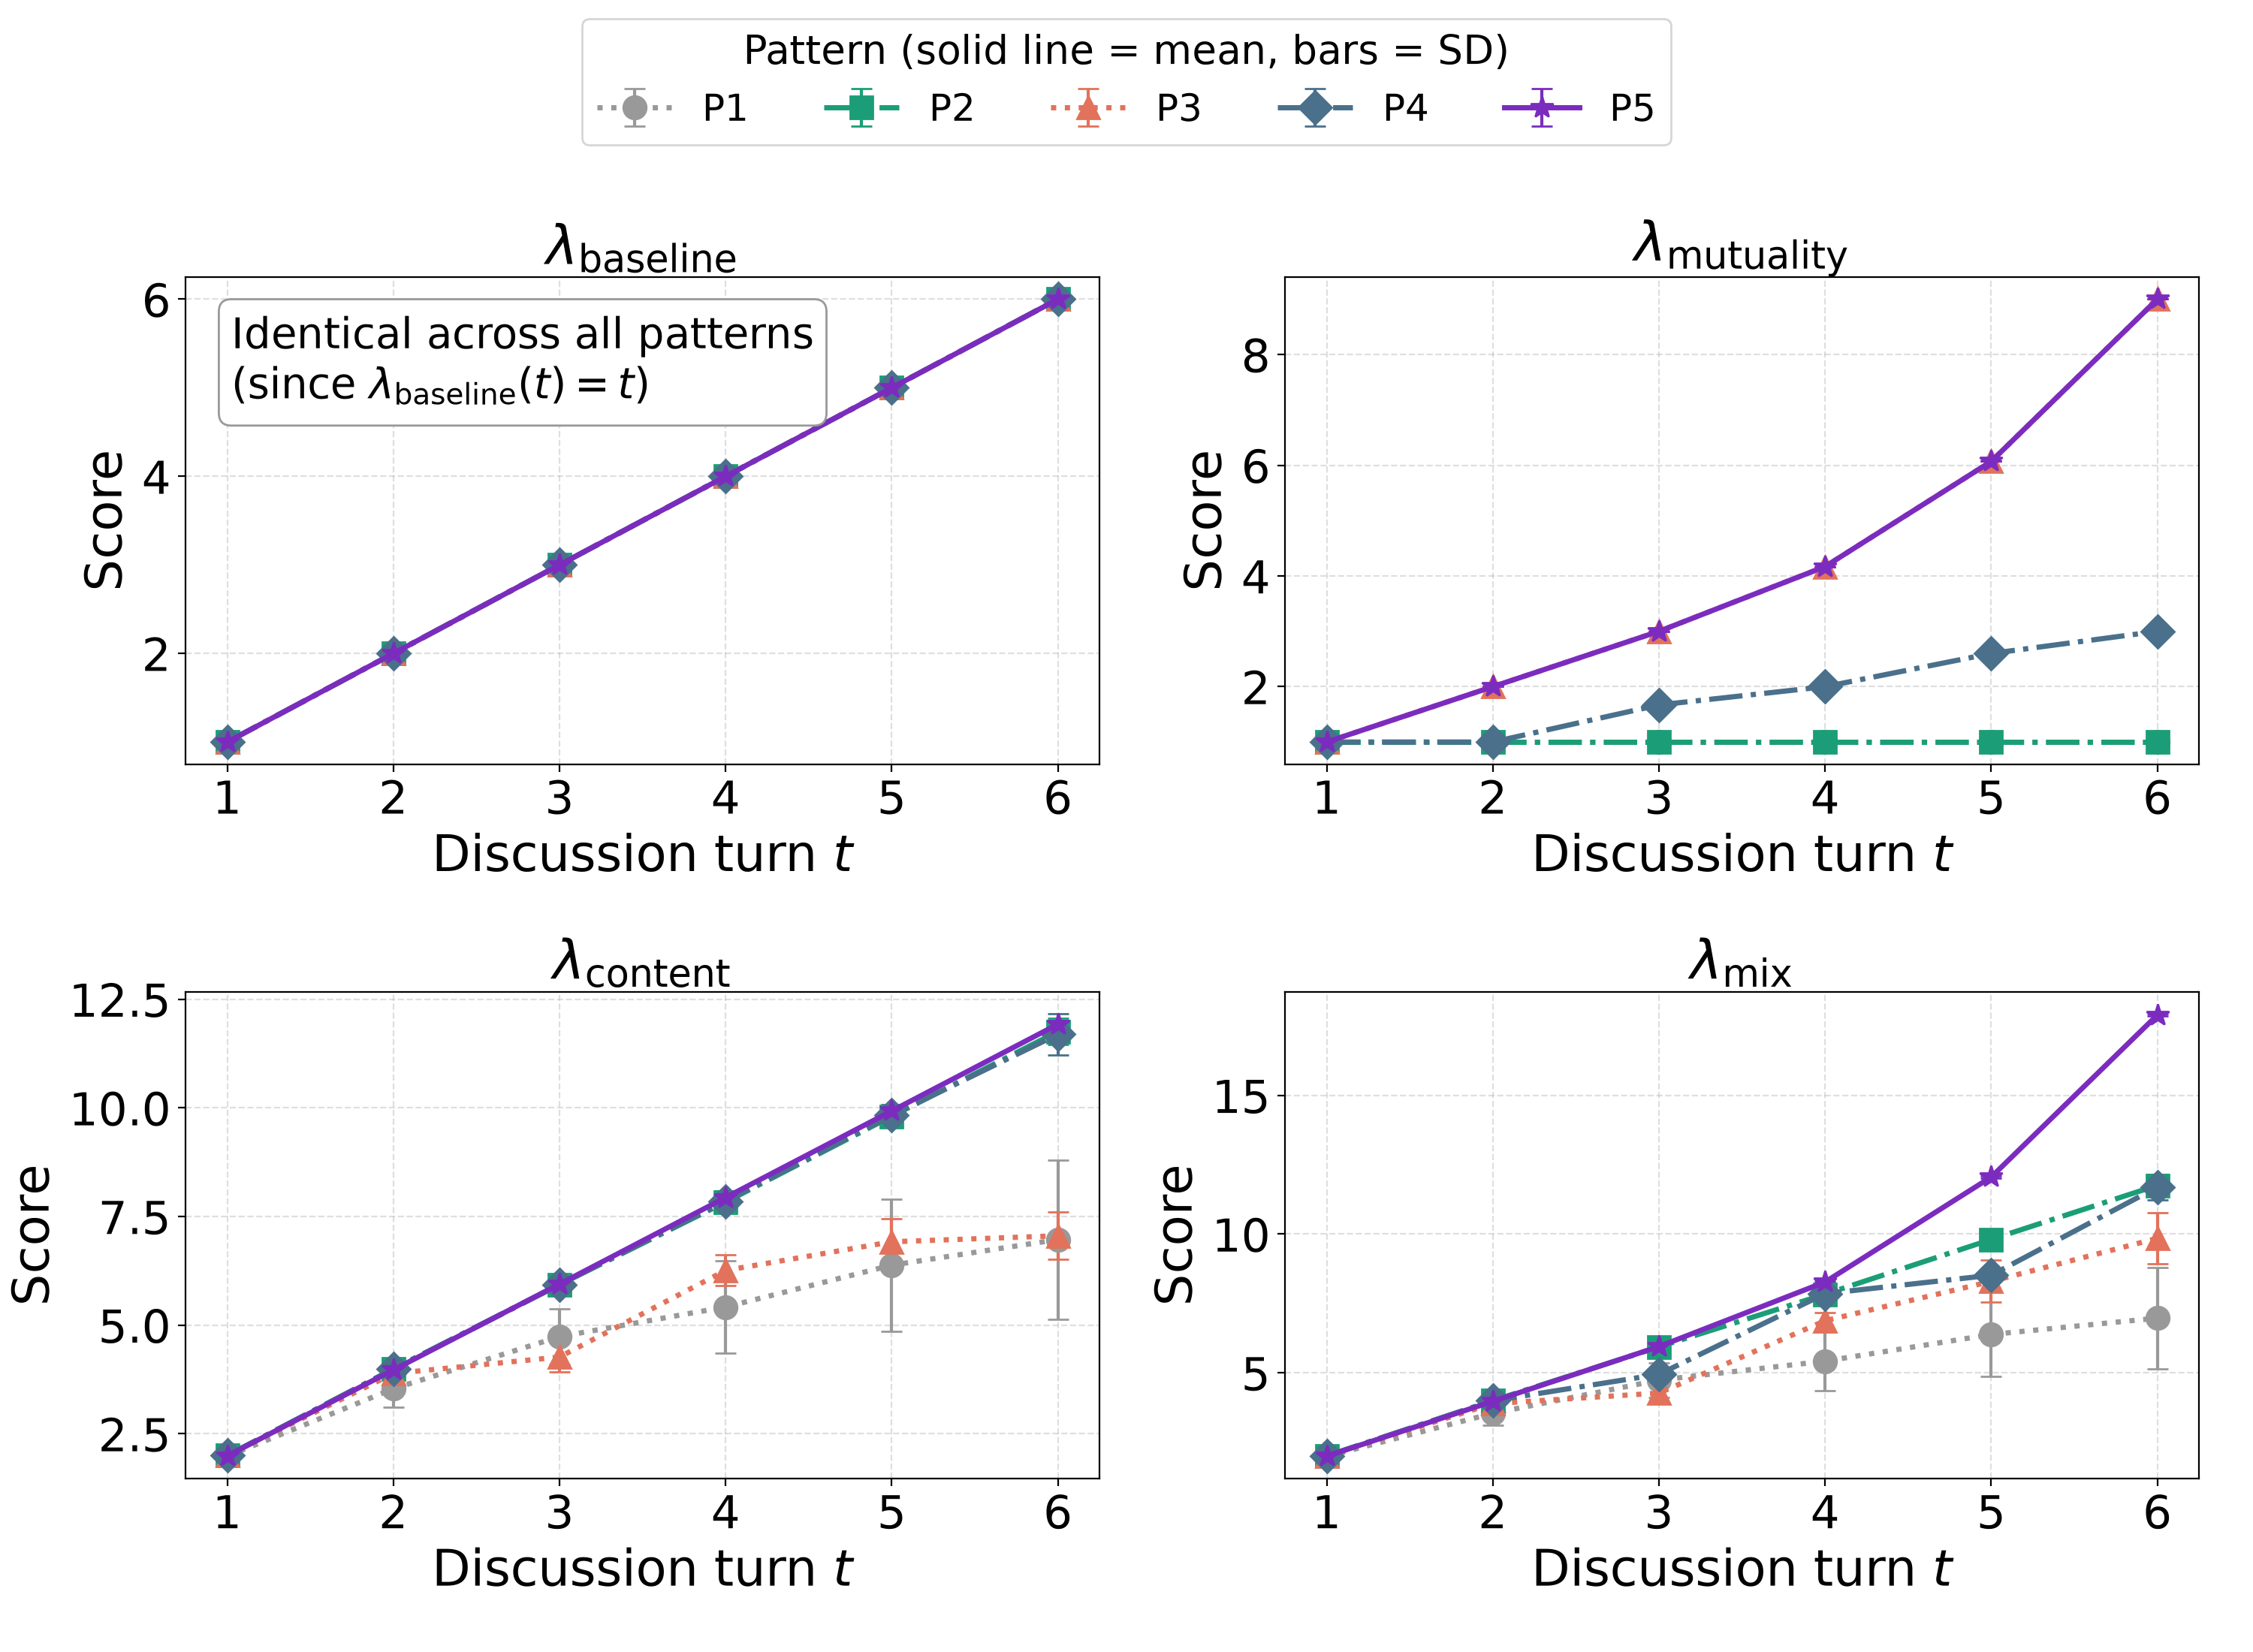 Pattern (solid line = mean, bars = SD)
P1 P2 P3 P4 P5
λbaseline
6
4
2
Score
Identical across all patterns
(since λbaseline(t) = t)
1 2 3 4 5 6
Discussion turn t
λmutuality
8
6
4
2
Score
1 2 3 4 5 6
Discussion turn t
λcontent
12.5
10.0
7.5
5.0
2.5
Score
1 2 3 4 5 6
Discussion turn t
λmix
15
10
5
Score
1 2 3 4 5 6
Discussion turn t